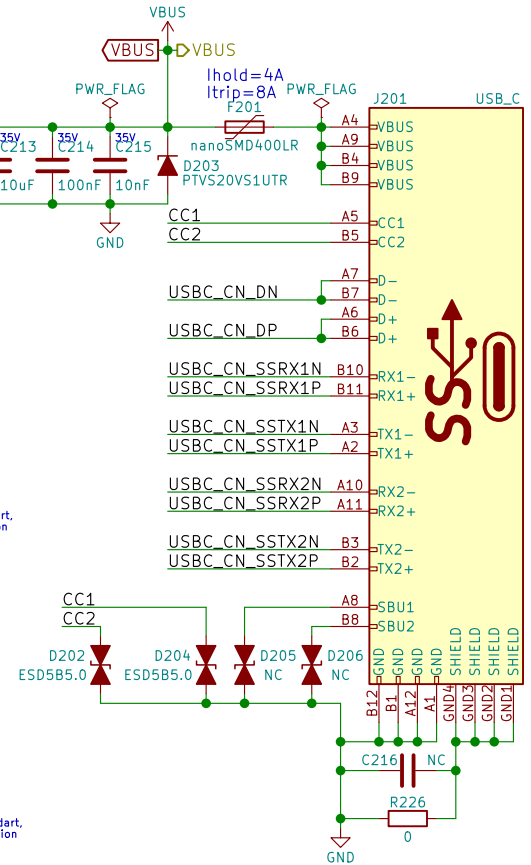 VBUS
VBUS
VBUS
Ihold=4A
Itrip=8A
PWR_FLAG
PWR_FLAG
F201
J201
USB_C
35V
35V
35V
C213
C214
C215
nanoSMD400LR
D203
PTVS20VS1UTR
10uF
100nF
10nF
GND
A4
VBUS
A9
VBUS
B4
VBUS
B9
VBUS
CC1
A5
CC1
CC2
B5
CC2
A7
D-
USBC_CN_DN
B7
D-
A6
D+
USBC_CN_DP
B6
D+
USBC_CN_SSRX1N
B10
RX1-
USBC_CN_SSRX1P
B11
RX1+
USBC_CN_SSTX1N
A3
TX1-
USBC_CN_SSTX1P
A2
TX1+
USBC_CN_SSRX2N
A10
RX2-
USBC_CN_SSRX2P
A11
RX2+
USBC_CN_SSTX2N
B3
TX2-
USBC_CN_SSTX2P
B2
TX2+
SS
CC1
A8
SBU1
CC2
B8
SBU2
D202
ESD5B5.0
D204
ESD5B5.0
D205
NC
D206
NC
GND
GND
GND
GND
SHIELD
SHIELD
SHIELD
SHIELD
B12
B1
A12
A1
GND4
GND3
GND2
GND1
C216
NC
R226
0
GND